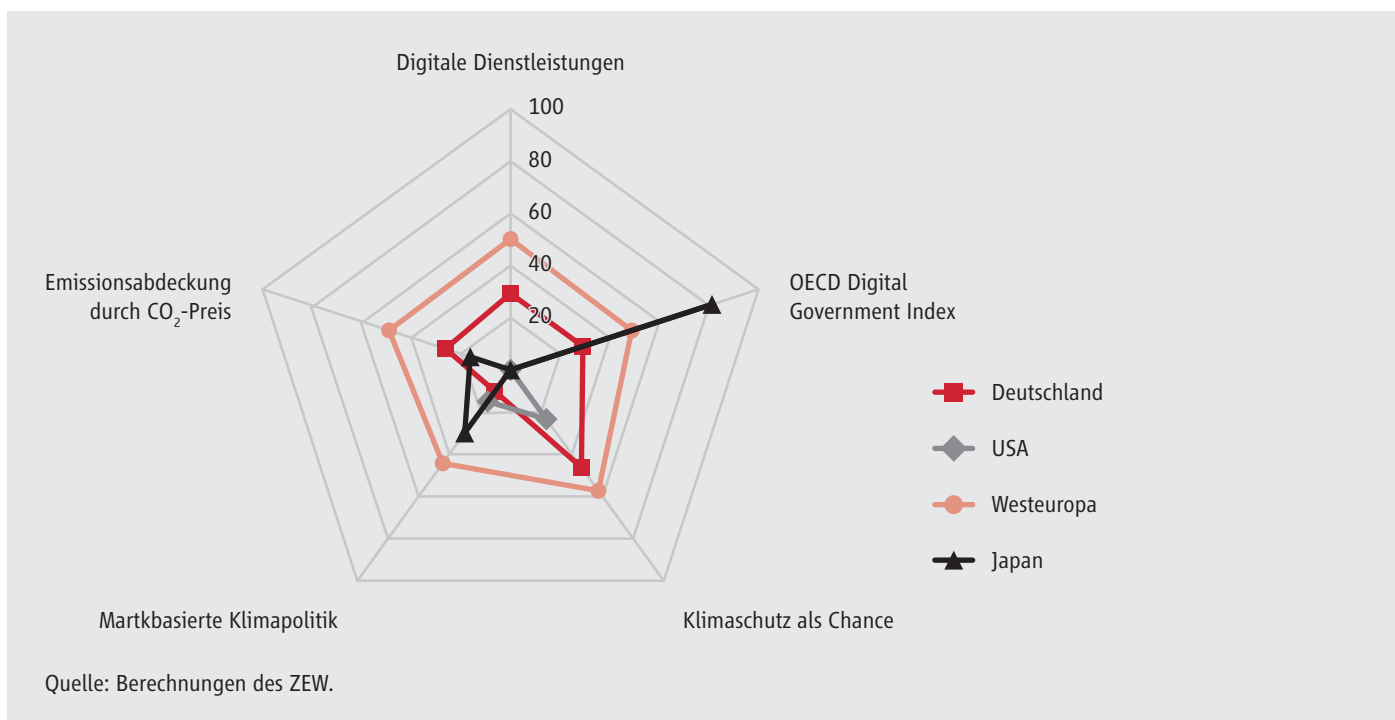 Digitale Dienstleistungen
100
80
60
40
20
Emissionsabdeckung
durch CO₂-Preis
OECD Digital
Government Index
Deutschland
USA
Westeuropa
Japan
Martkbasierte Klimapolitik
Klimaschutz als Chance
Quelle: Berechnungen des ZEW.